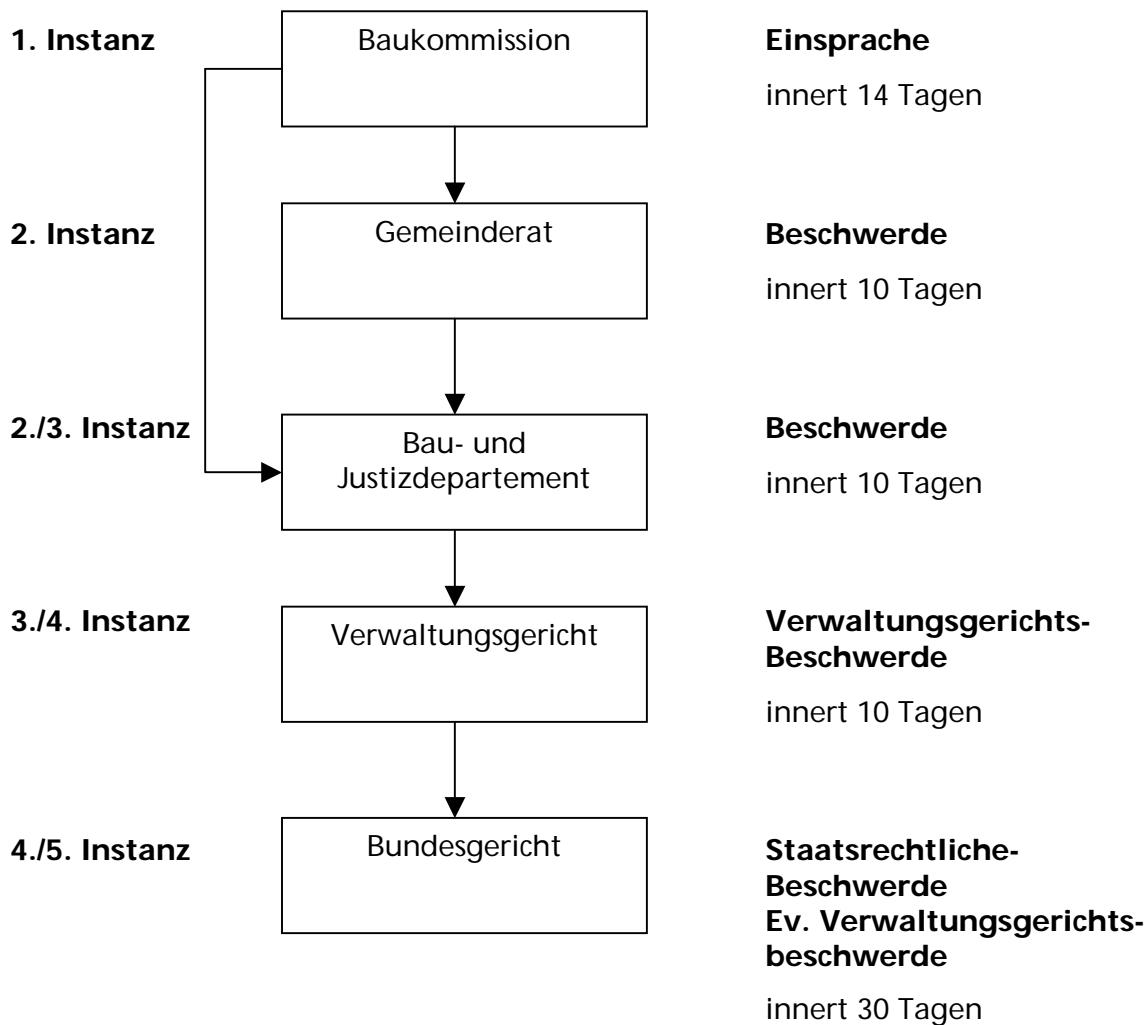 1. Instanz
Baukommission
Einsprache
innert 14 Tagen
2. Instanz
Gemeinderat
Beschwerde
innert 10 Tagen
2./3. Instanz
Bau- und
Justizdepartement
Beschwerde
innert 10 Tagen
3./4. Instanz
Verwaltungsgericht
Verwaltungsgerichts-
Beschwerde
innert 10 Tagen
4./5. Instanz
Bundesgericht
Staatsrechtliche-
Beschwerde
Ev. Verwaltungsgerichts-
beschwerde
innert 30 Tagen